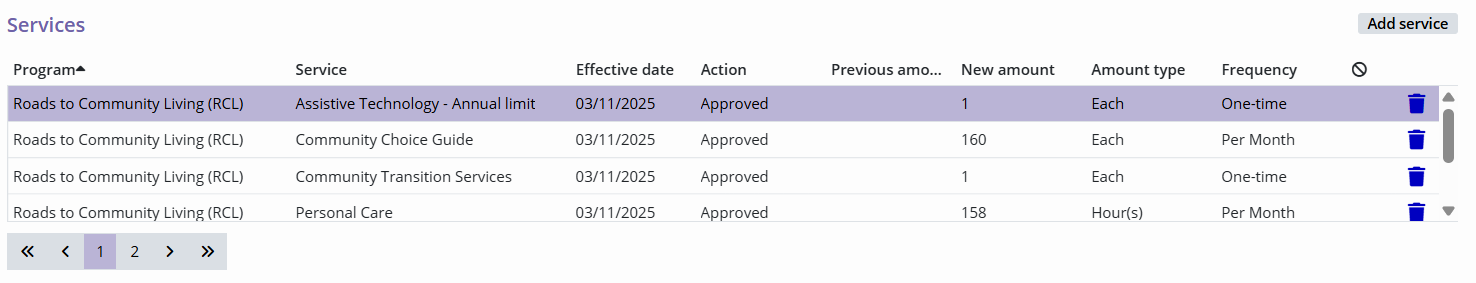 Services
Add service
Program Service Effective date Action Previous amo... New amount Amount type Frequency
Roads to Community Living (RCL) Assistive Technology - Annual limit 03/11/2025 Approved 1 Each One-time
Roads to Community Living (RCL) Community Choice Guide 03/11/2025 Approved 160 Each Per Month
Roads to Community Living (RCL) Community Transition Services 03/11/2025 Approved 1 Each One-time
Roads to Community Living (RCL) Personal Care 03/11/2025 Approved 158 Hour(s) Per Month
1 2